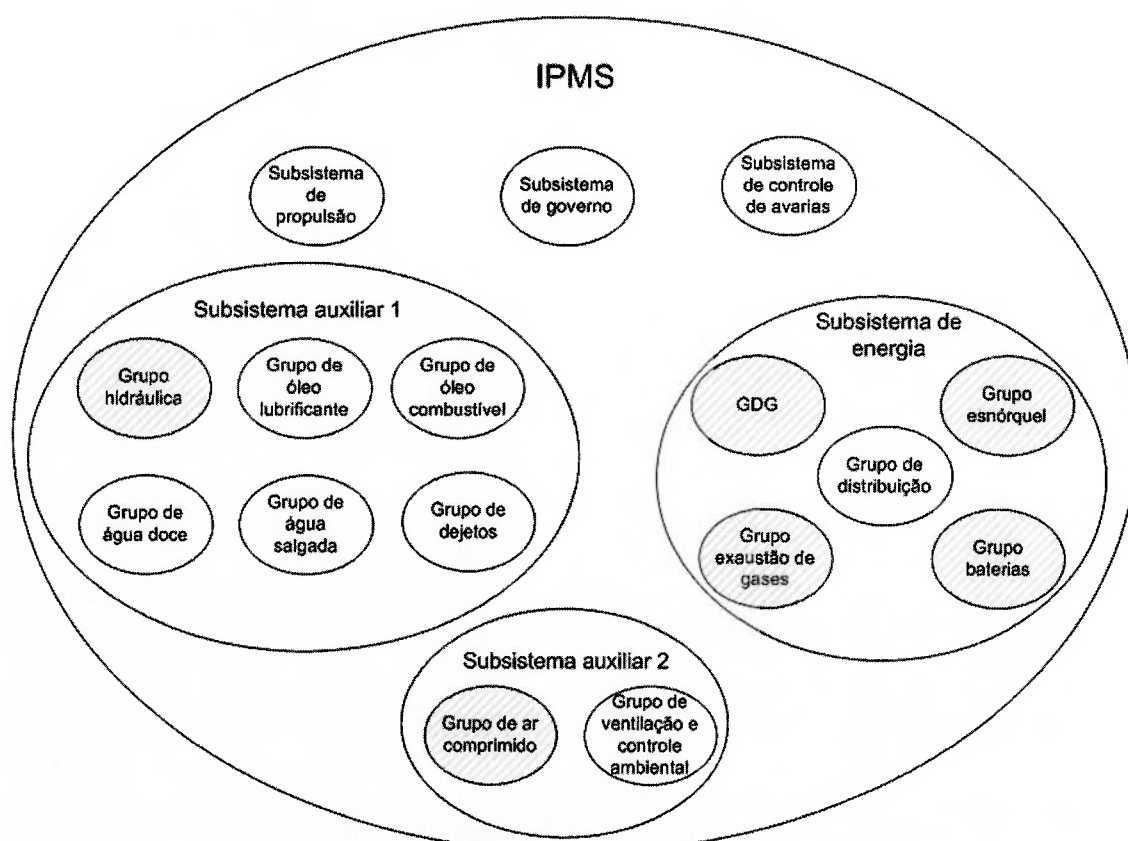 IPMS
Subsistema
de
propulsão
Subsistema
de governo
Subsistema
de controle
de avarias
Subsistema auxiliar 1
Grupo
hidráulica
Grupo de
óleo
lubrificante
Grupo de
óleo
combustível
Grupo de
água doce
Grupo de
água
salgada
Grupo de
dejetos
Subsistema de
energia
GDG
Grupo
esnórquel
Grupo de
distribuição
Grupo
exaustão de
gases
Grupo
baterias
Subsistema auxiliar 2
Grupo de ar
comprimido
Grupo de
ventilação e
controle
ambiental